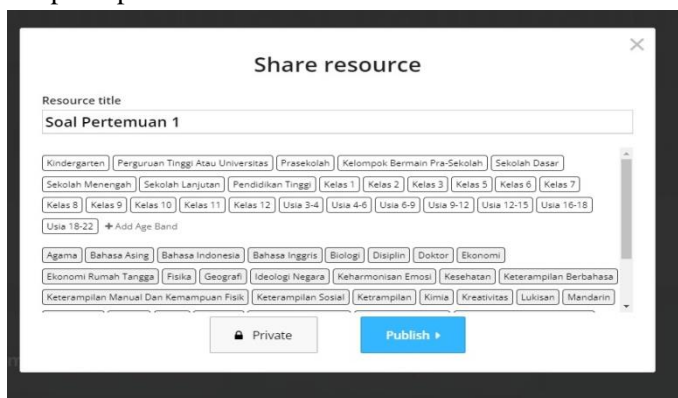 Share resource
Resource title
Soal Pertemuan 1
Kindergarten Perguruan Tinggi Atau Universitas Prasekolah Kelompok Bermain Pra-Sekolah Sekolah Dasar
Sekolah Menengah Sekolah Lanjutan Pendidikan Tinggi Kelas 1 Kelas 2 Kelas 3 Kelas 5 Kelas 6 Kelas 7
Kelas 8 Kelas 9 Kelas 10 Kelas 11 Kelas 12 Usia 3-4 Usia 4-6 Usia 6-9 Usia 9-12 Usia 12-15 Usia 16-18
Usia 18-22 + Add Age Band
Agama Bahasa Asing Bahasa Indonesia Bahasa Inggris Biologi Disiplin Doktor Ekonomi
Ekonomi Rumah Tangga Fisika Geografi Ideologi Negara Keharmonisan Emosi Kesehatan Keterampilan Berbahasa
Keterampilan Manual Dan Kemampuan Fisik Keterampilan Sosial Ketrampilan Kimia Kreativitas Lukisan Mandarin
Private Publish